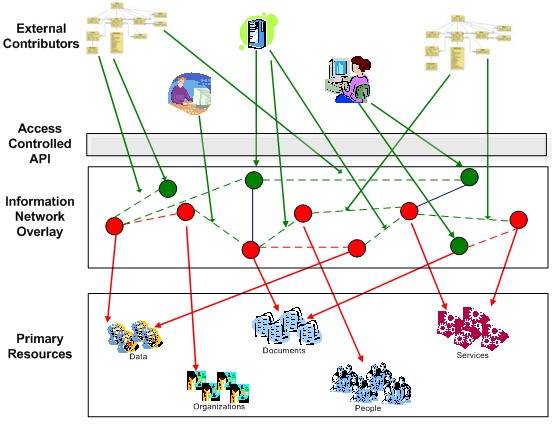 External
Contributors
Access
Controlled
API
Information
Network
Overlay
Primary
Resources
Data
Documents
Services
Organizations
People